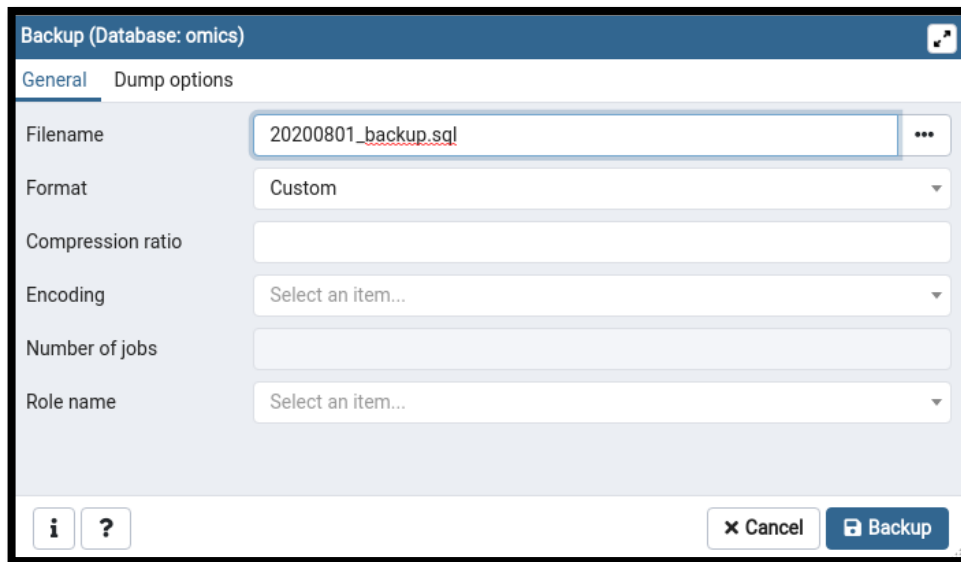 Backup (Database: omics)
General Dump options
Filename 20200801_backup.sql •••
Format Custom
Compression ratio
Encoding Select an item...
Number of jobs
Role name Select an item...
i ? × Cancel Backup